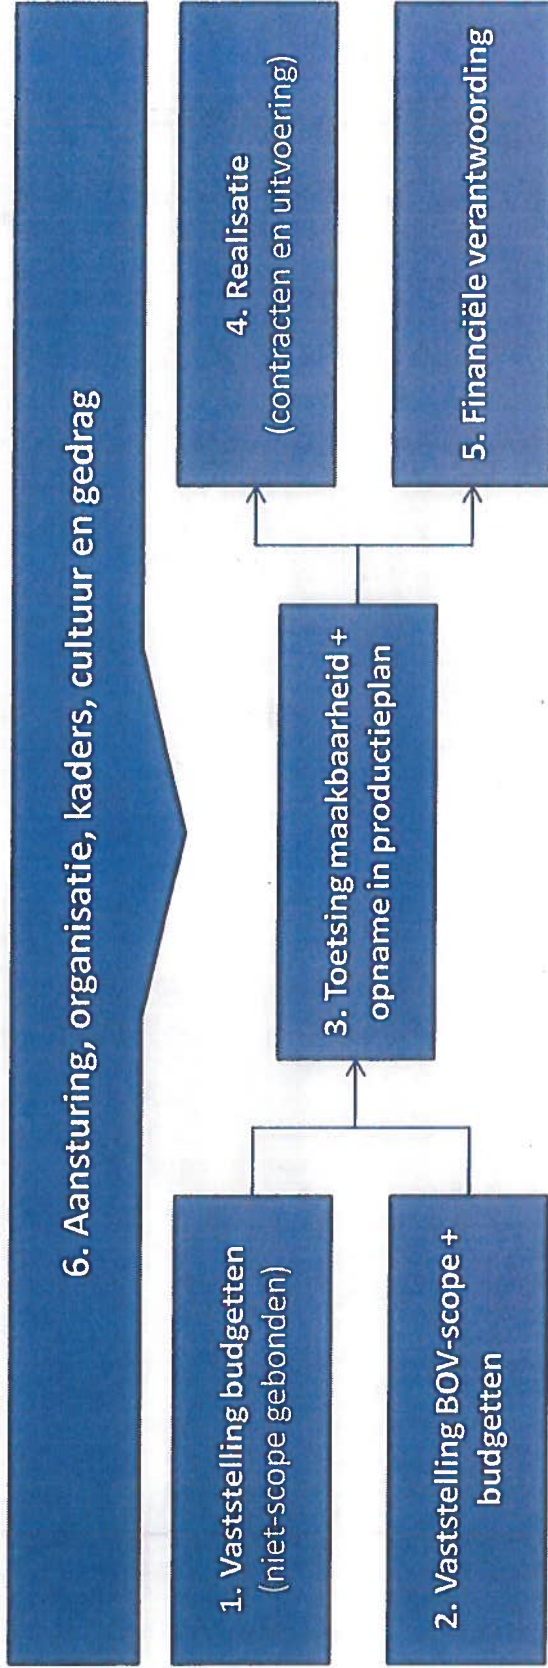 6. Aansturing, organisatie, kaders, cultuur en gedrag
1. Vaststelling budgetten
(niet-scope gebonden)
2. Vaststelling BOV-scope +
budgetten
3. Toetsing maakbaarheid +
opname in productieplan
4. Realisatie
(contracten en uitvoering)
5. Financiële verantwoording